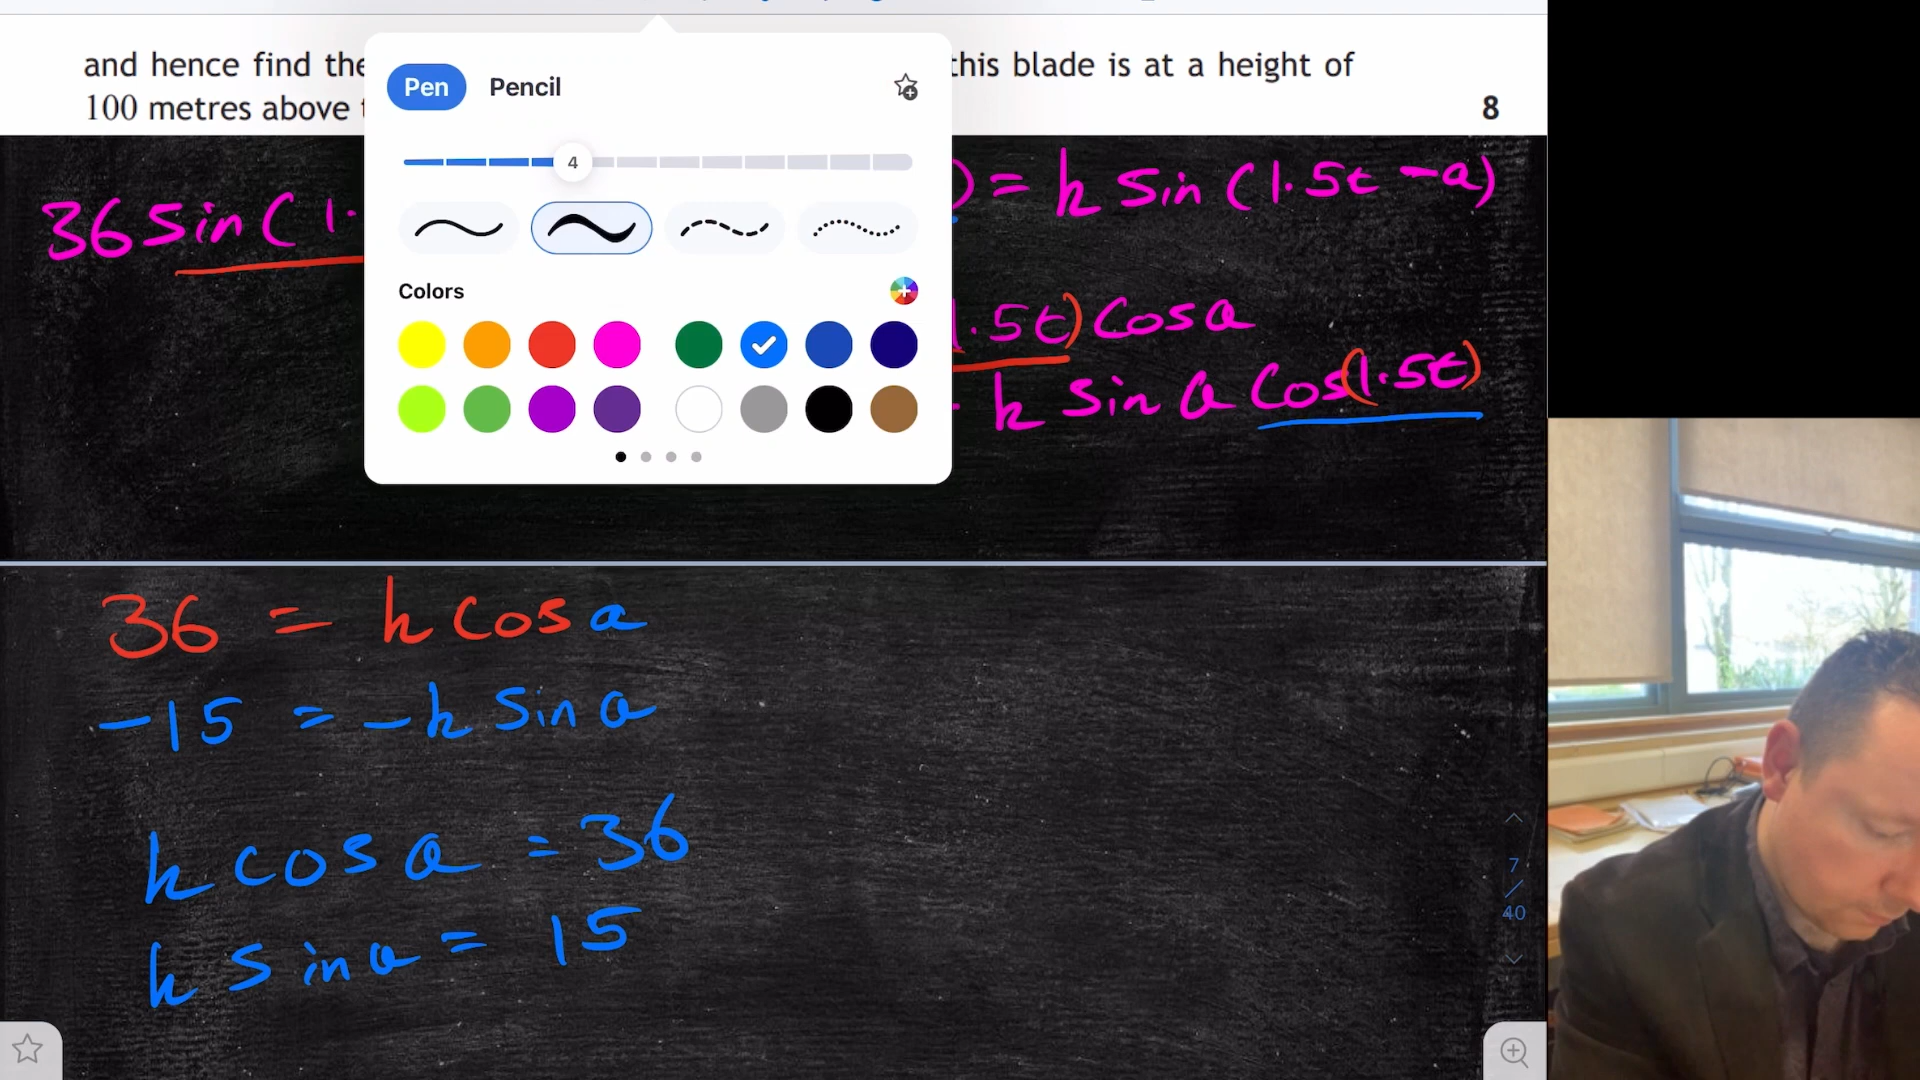 and hence find the this blade is at a height of
100 metres above
8
Pen
Pencil
4
Colors
36 sin(1.
) = k sin (1.5t - a)
1.5t) cos a
- k sin a cos(1.5t)
36 = k cos a
-15 = -k sin a
k cos a = 36
k sin a = 15
7
/
40